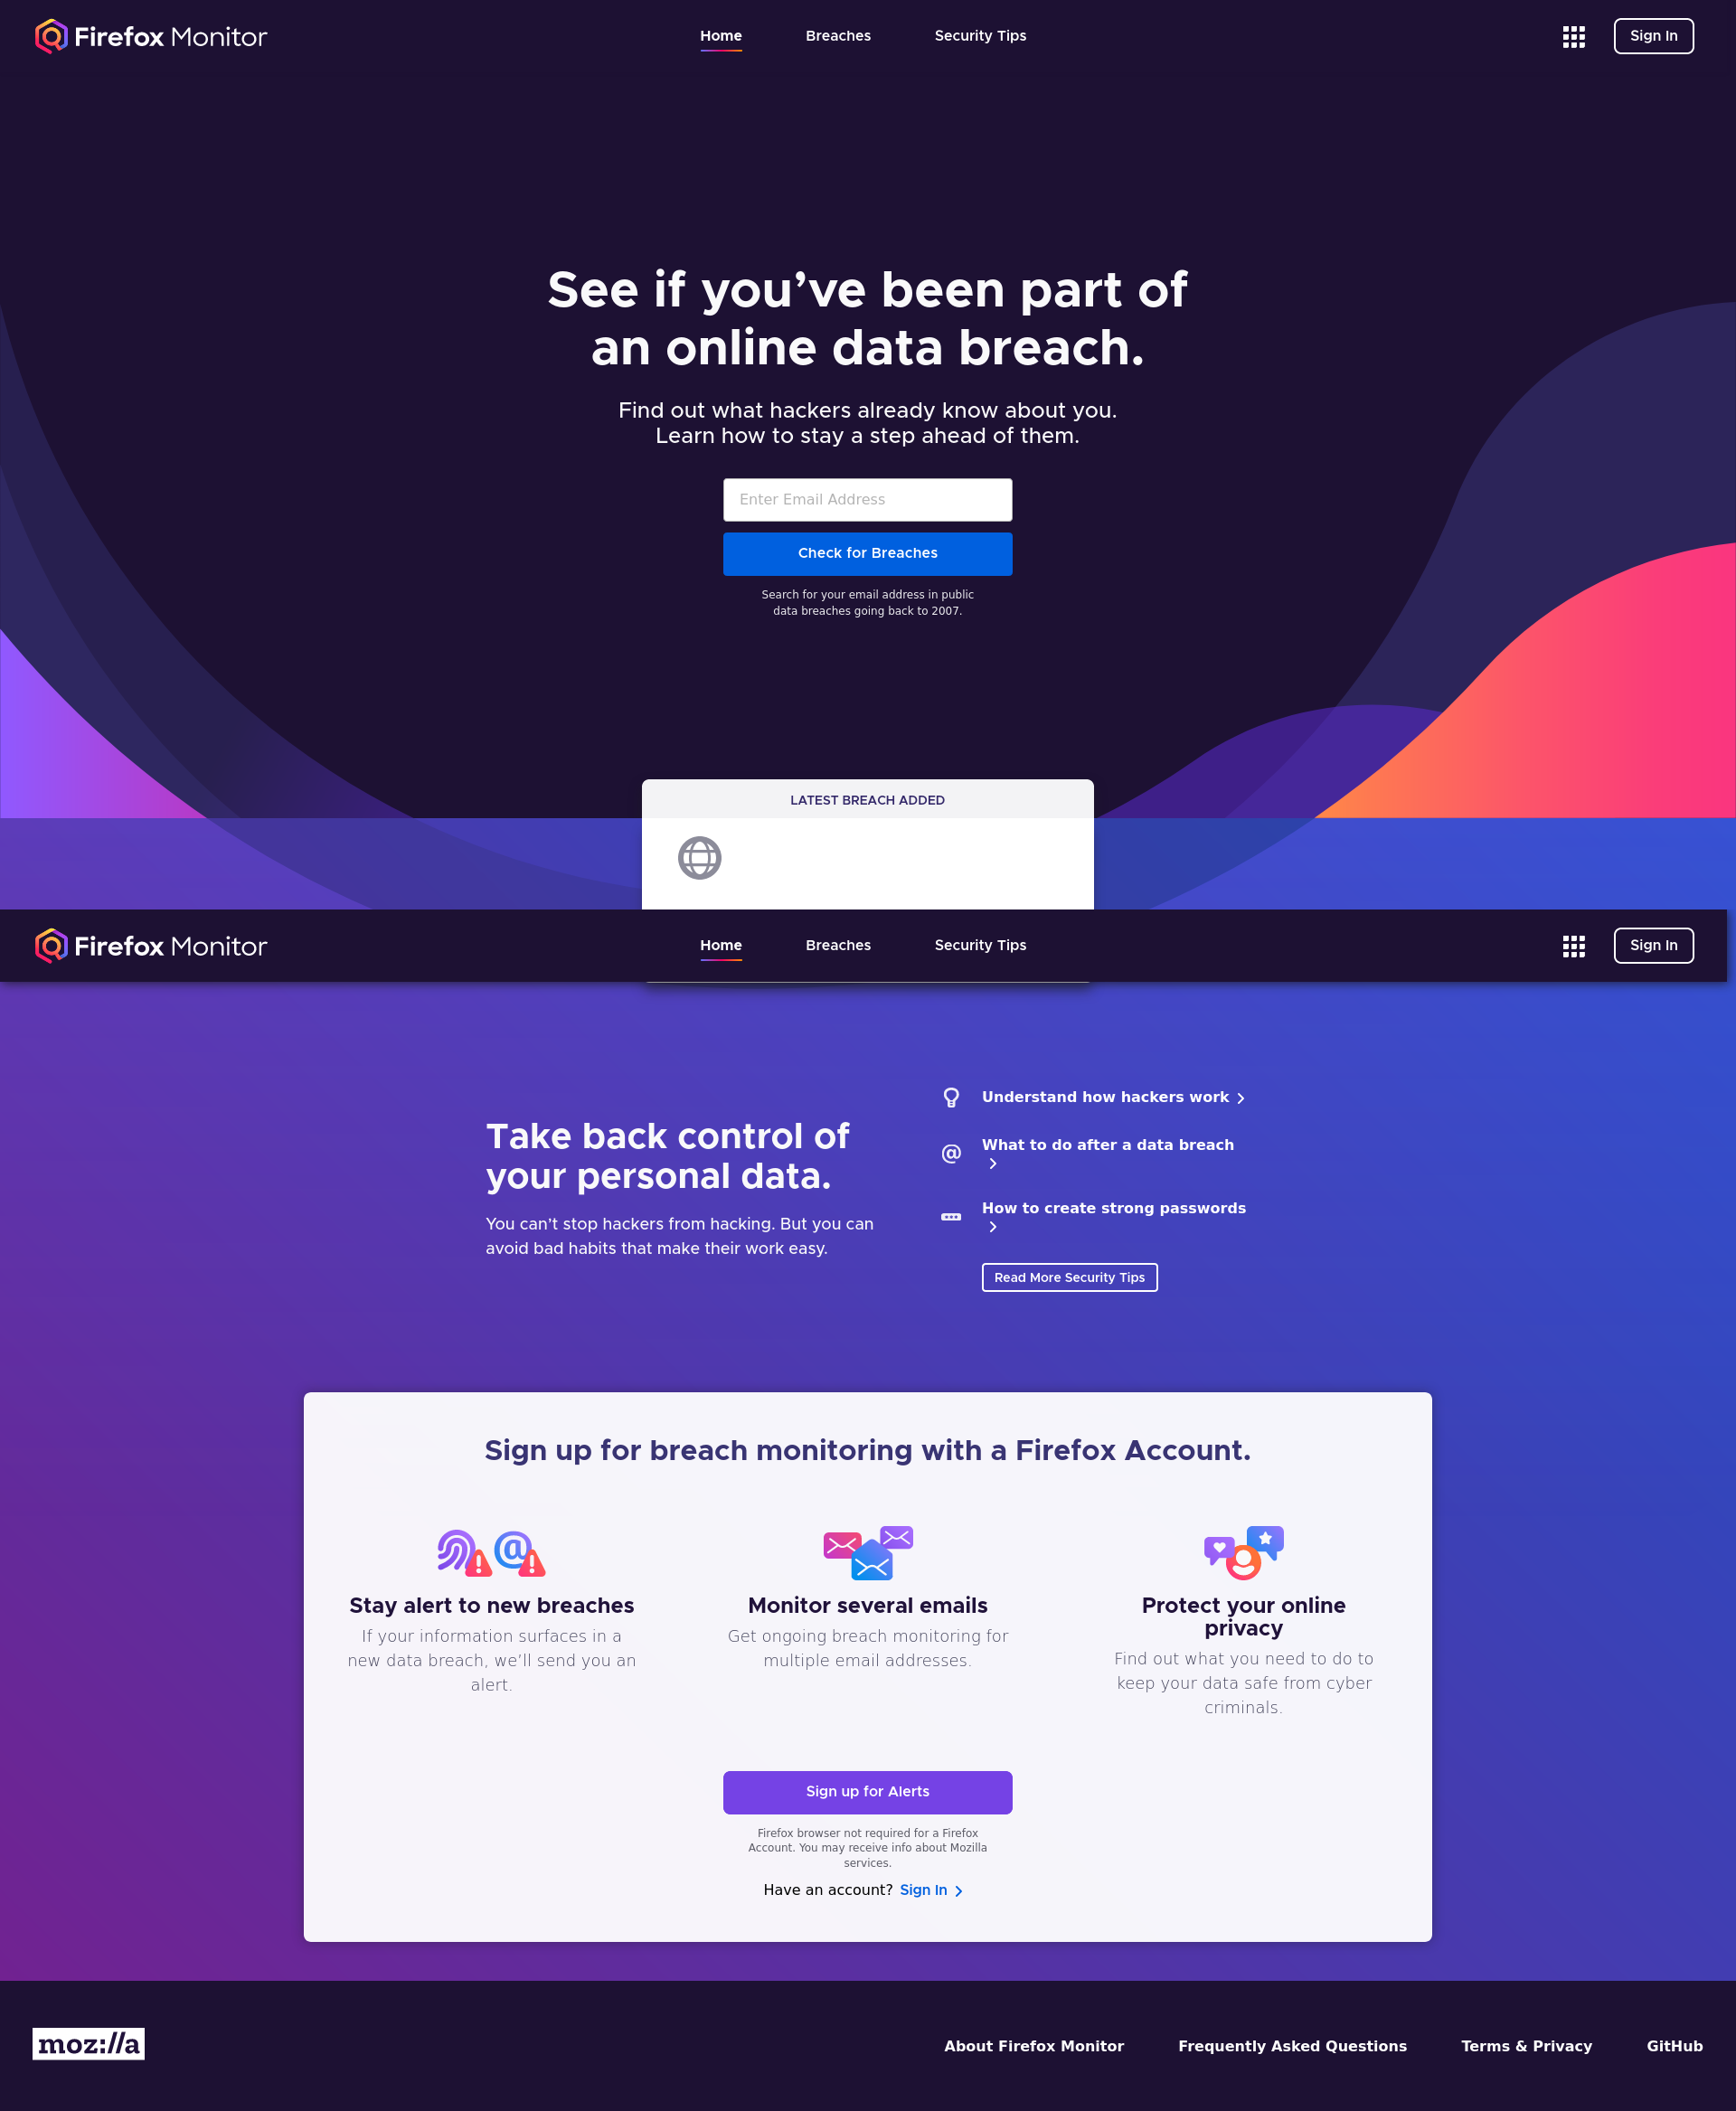 Firefox Monitor
Home Breaches Security Tips
Sign In
See if you’ve been part of
an online data breach.
Find out what hackers already know about you.
Learn how to stay a step ahead of them.
Enter Email Address
Check for Breaches
Search for your email address in public
data breaches going back to 2007.
LATEST BREACH ADDED
Firefox Monitor
Home Breaches Security Tips
Sign In
Take back control of
your personal data.
You can’t stop hackers from hacking. But you can
avoid bad habits that make their work easy.
Understand how hackers work
What to do after a data breach
How to create strong passwords
Read More Security Tips
Sign up for breach monitoring with a Firefox Account.
Stay alert to new breaches
If your information surfaces in a
new data breach, we’ll send you an
alert.
Monitor several emails
Get ongoing breach monitoring for
multiple email addresses.
Protect your online
privacy
Find out what you need to do to
keep your data safe from cyber
criminals.
Sign up for Alerts
Firefox browser not required for a Firefox
Account. You may receive info about Mozilla
services.
Have an account? Sign In
moz://a
About Firefox Monitor Frequently Asked Questions Terms & Privacy GitHub